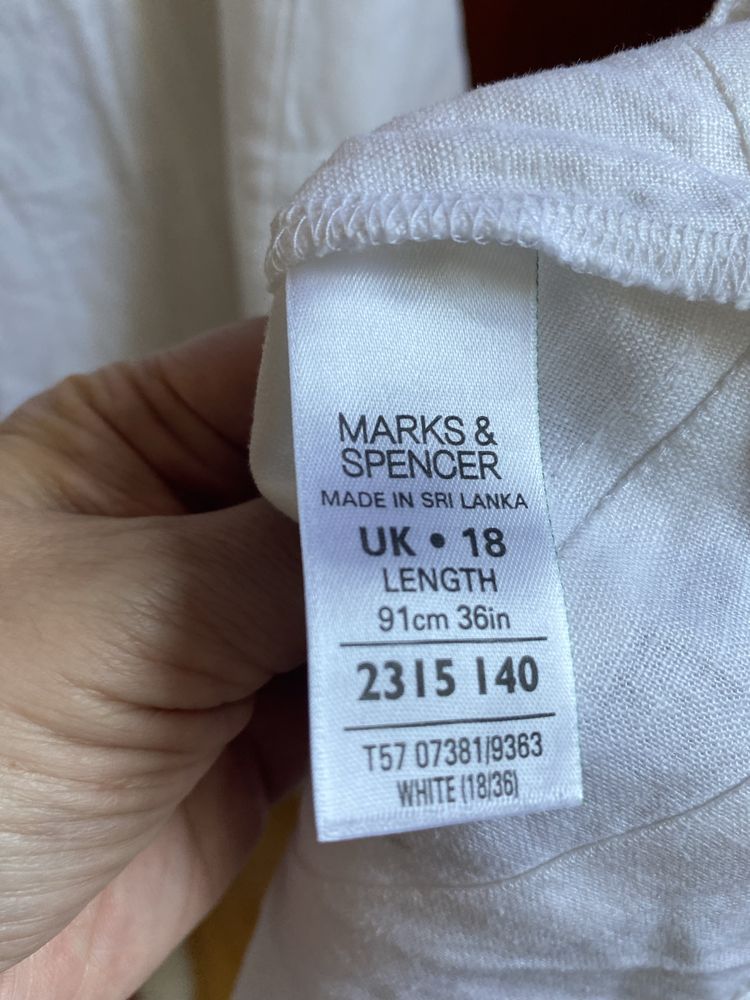 MARKS &
SPENCER
MADE IN SRI LANKA
UK • 18
LENGTH
91cm 36in
2315 140
T57 07381/9363
WHITE (18/36)